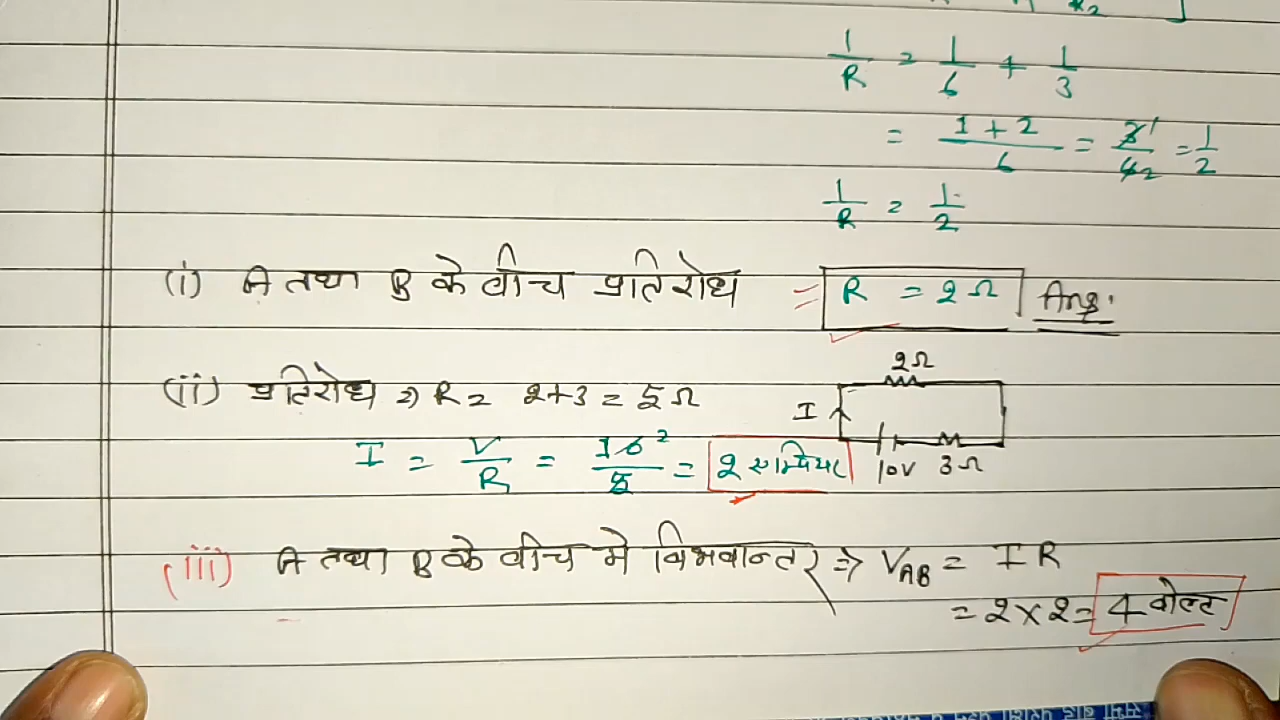 R₂ ]
1/R = 1/6 + 1/3
= (1+2)/6 = 3/6 = 1/2
1/R = 1/2
(i) A तथा B के बीच प्रतिरोध = R = 2Ω Ans.
2Ω
(ii) प्रतिरोध ⇒ R = 2+3 = 5Ω
I
I = V/R = 10/5 = 2 एम्पियर
2
10V 3Ω
(iii) A तथा B के बीच मे विभवान्तर ⇒ V_AB = IR
= 2×2 = 4 वोल्ट